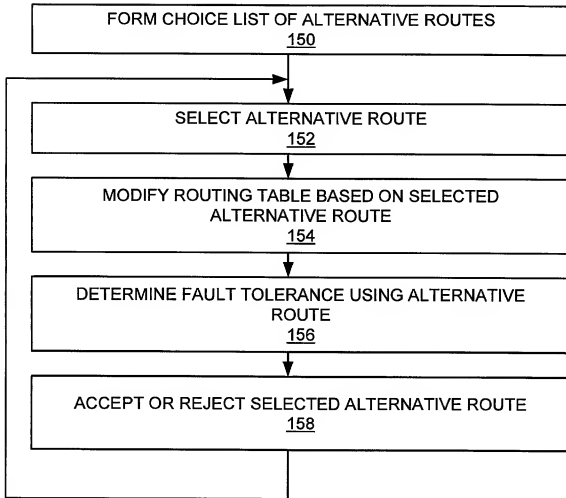 FORM CHOICE LIST OF ALTERNATIVE ROUTES
150
SELECT ALTERNATIVE ROUTE
152
MODIFY ROUTING TABLE BASED ON SELECTED
ALTERNATIVE ROUTE
154
DETERMINE FAULT TOLERANCE USING ALTERNATIVE
ROUTE
156
ACCEPT OR REJECT SELECTED ALTERNATIVE ROUTE
158